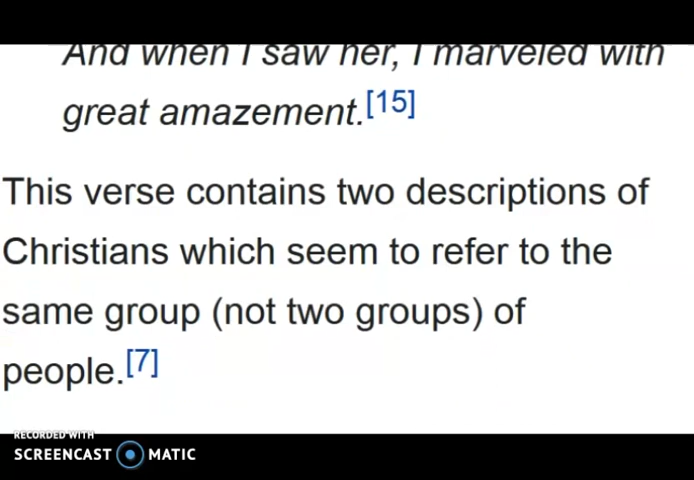 And when I saw her, I marveled with
great amazement.[15]
This verse contains two descriptions of
Christians which seem to refer to the
same group (not two groups) of
people.[7]
RECORDED WITH
SCREENCAST MATIC